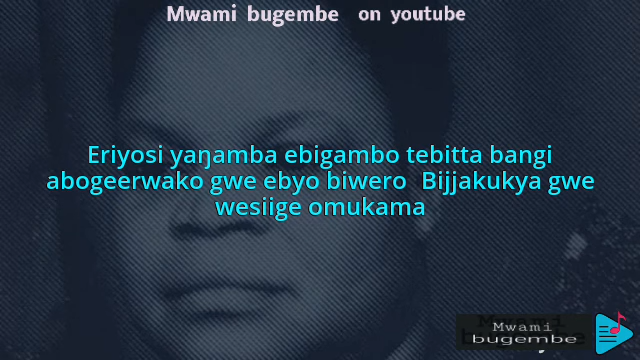 Mwami bugembe on youtube
Eriyosi yaŋamba ebigambo tebitta bangi
abogeerwako gwe ebyo biwero Bijjakukya gwe
wesiige omukama
Mwami
bugembe